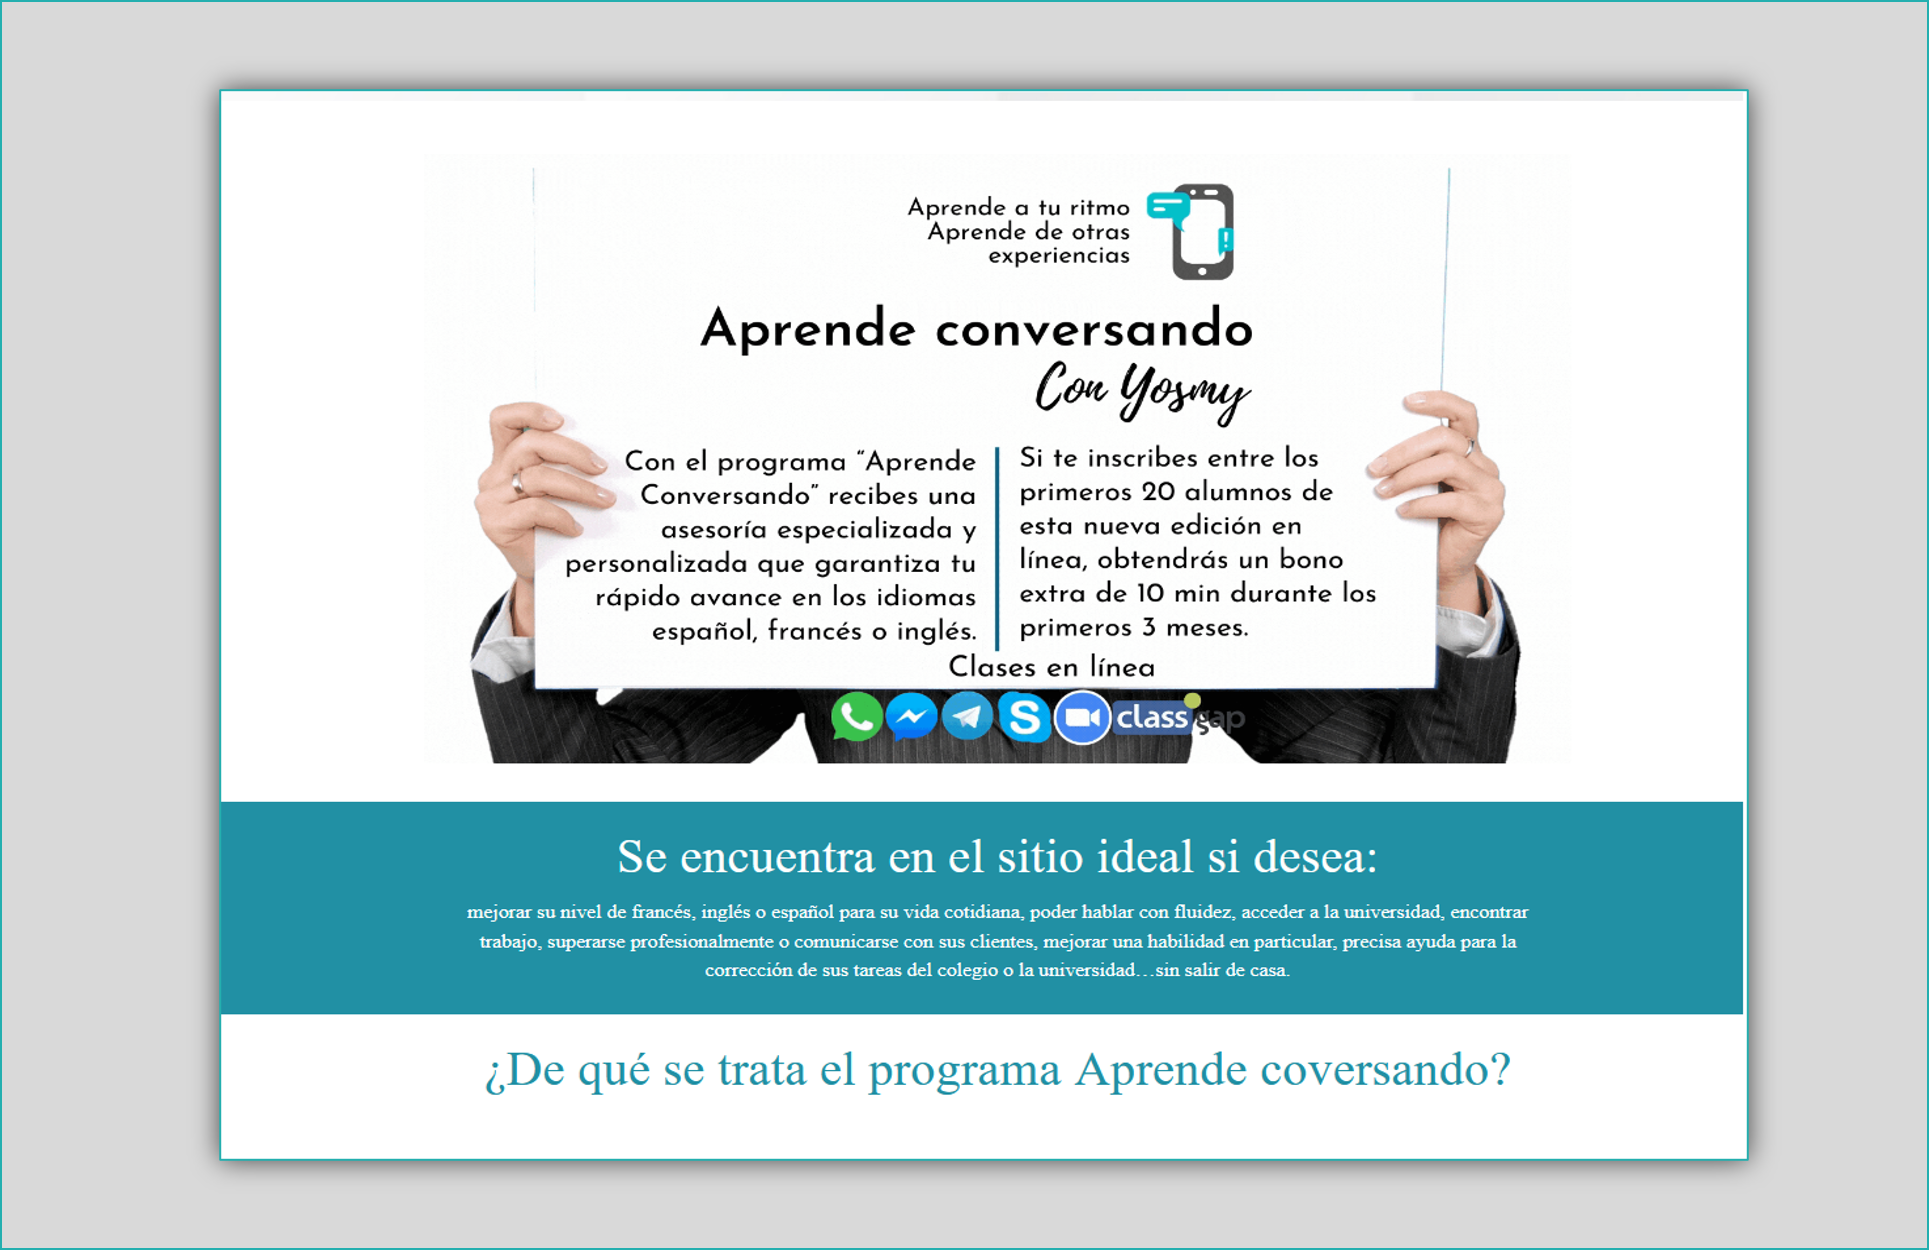 Aprende a tu ritmo
Aprende de otras
experiencias
Aprende conversando
Con Yosmy
Con el programa “Aprende
Conversando” recibes una
asesoría especializada y
personalizada que garantiza tu
rápido avance en los idiomas
español, francés o inglés.
Si te inscribes entre los
primeros 20 alumnos de
esta nueva edición en
línea, obtendrás un bono
extra de 10 min durante los
primeros 3 meses.
Clases en línea
classgap
Se encuentra en el sitio ideal si desea:
mejorar su nivel de francés, inglés o español para su vida cotidiana, poder hablar con fluidez, acceder a la universidad, encontrar
trabajo, superarse profesionalmente o comunicarse con sus clientes, mejorar una habilidad en particular, precisa ayuda para la
corrección de sus tareas del colegio o la universidad…sin salir de casa.
¿De qué se trata el programa Aprende coversando?